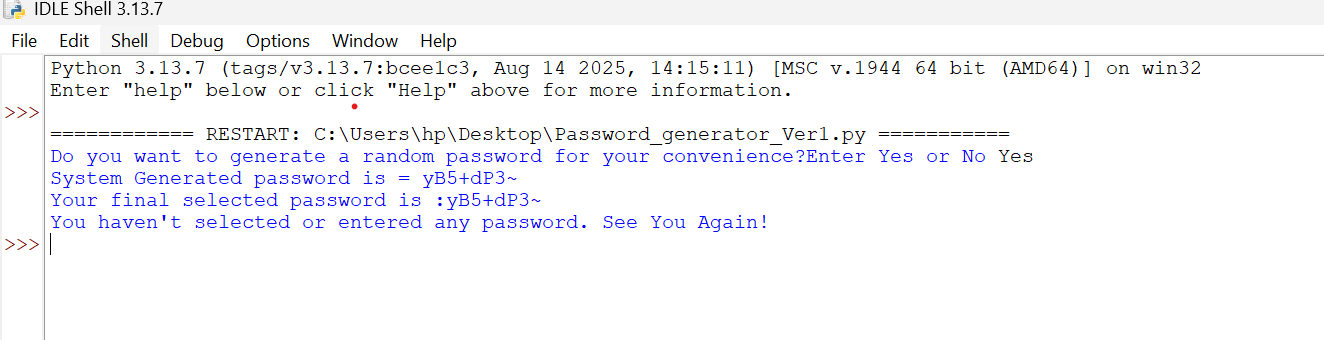 IDLE Shell 3.13.7
File Edit Shell Debug Options Window Help
Python 3.13.7 (tags/v3.13.7:bcee1c3, Aug 14 2025, 14:15:11) [MSC v.1944 64 bit (AMD64)] on win32
Enter "help" below or click "Help" above for more information.
>>>
============ RESTART: C:\Users\hp\Desktop\Password_generator_Ver1.py ===========
Do you want to generate a random password for your convenience?Enter Yes or No Yes
System Generated password is = yB5+dP3~
Your final selected password is :yB5+dP3~
You haven't selected or entered any password. See You Again!
>>>